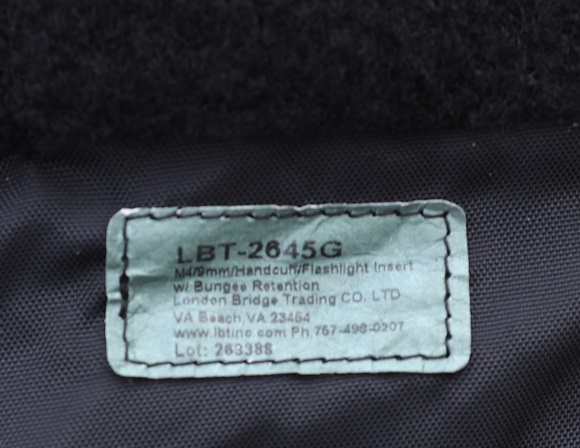 LBT-2645G
M4/9mm/Handcuff/Flashlight Insert
w/ Bungee Retention
London Bridge Trading CO. LTD
VA Beach, VA 23454
www.lbtinc.com Ph.757-498-0207
Lot: 263388